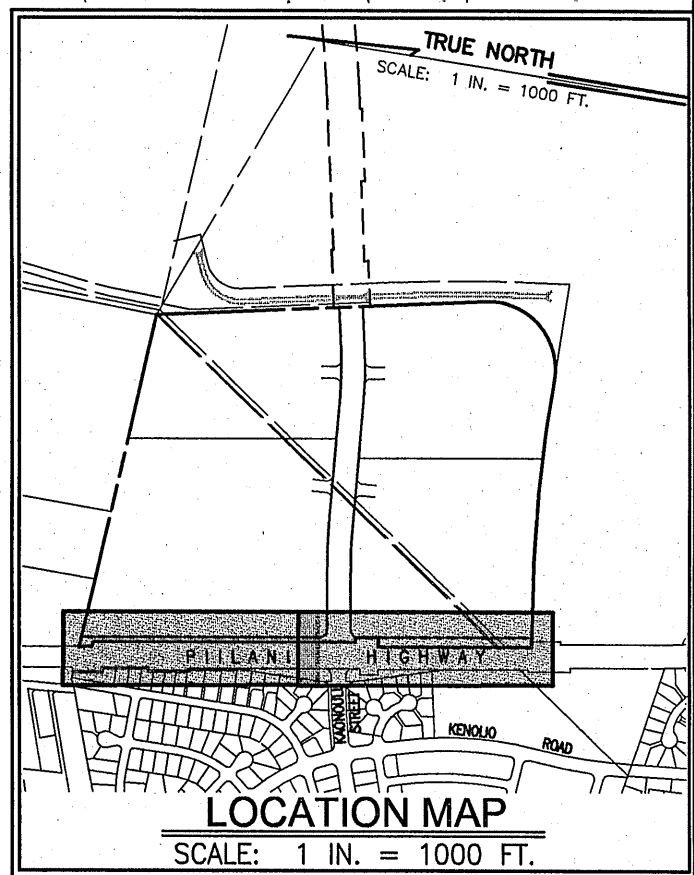 TRUE NORTH
SCALE: 1 IN. = 1000 FT.
PIILANI HIGHWAY
KAONOULU
STREET
KENOLIO ROAD
LOCATION MAP
SCALE: 1 IN. = 1000 FT.